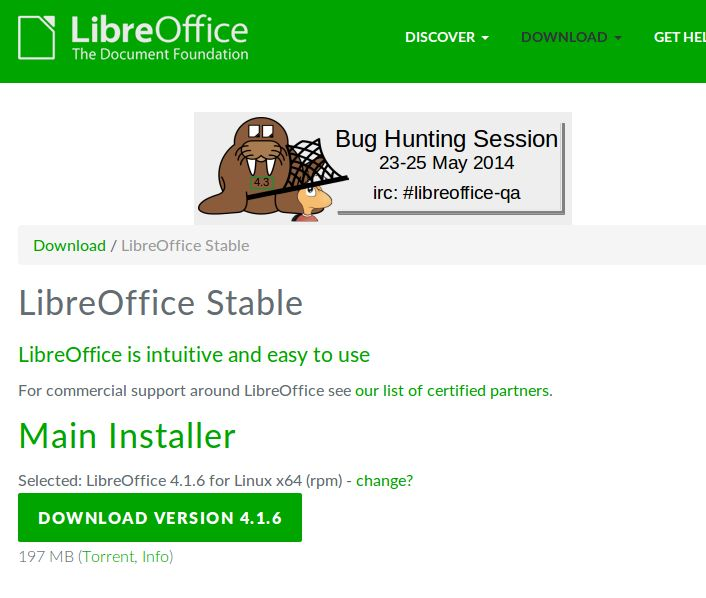 LibreOffice
The Document Foundation
DISCOVER DOWNLOAD GET HEL
Bug Hunting Session
23-25 May 2014
4.3
irc: #libreoffice-qa
Download / LibreOffice Stable
LibreOffice Stable
LibreOffice is intuitive and easy to use
For commercial support around LibreOffice see our list of certified partners.
Main Installer
Selected: LibreOffice 4.1.6 for Linux x64 (rpm) - change?
DOWNLOAD VERSION 4.1.6
197 MB (Torrent, Info)